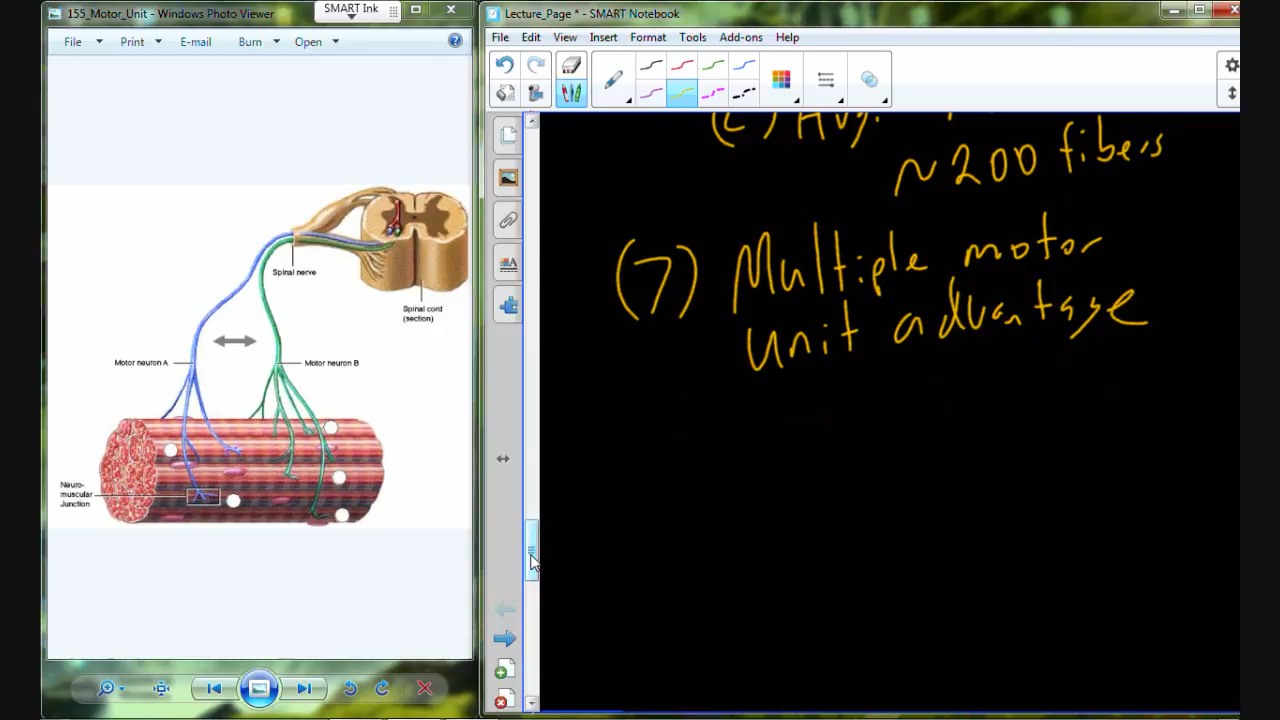 155_Motor_Unit - Windows Photo Viewer
SMART Ink
File Print E-mail Burn Open
Spinal nerve
Spinal cord
(section)
Motor neuron A
Motor neuron B
Neuro-
muscular
Junction
Lecture_Page * - SMART Notebook
File Edit View Insert Format Tools Add-ons Help
~200 fibers
(7) Multiple motor
unit advantage